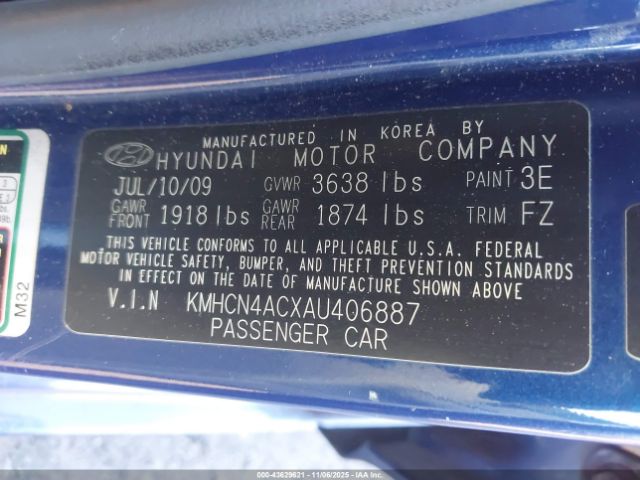 MANUFACTURED IN KOREA BY
HYUNDAI MOTOR COMPANY
JUL/10/09 GVWR 3638 lbs PAINT 3E
GAWR FRONT 1918 lbs GAWR REAR 1874 lbs TRIM FZ
THIS VEHICLE CONFORMS TO ALL APPLICABLE U.S.A. FEDERAL
MOTOR VEHICLE SAFETY, BUMPER, AND THEFT PREVENTION STANDARDS
IN EFFECT ON THE DATE OF MANUFACTURE SHOWN ABOVE.
V.I.N KMHCN4ACXAU406887
PASSENGER CAR
M32
000-43629621 - 11/06/2025 - IAAI.COM